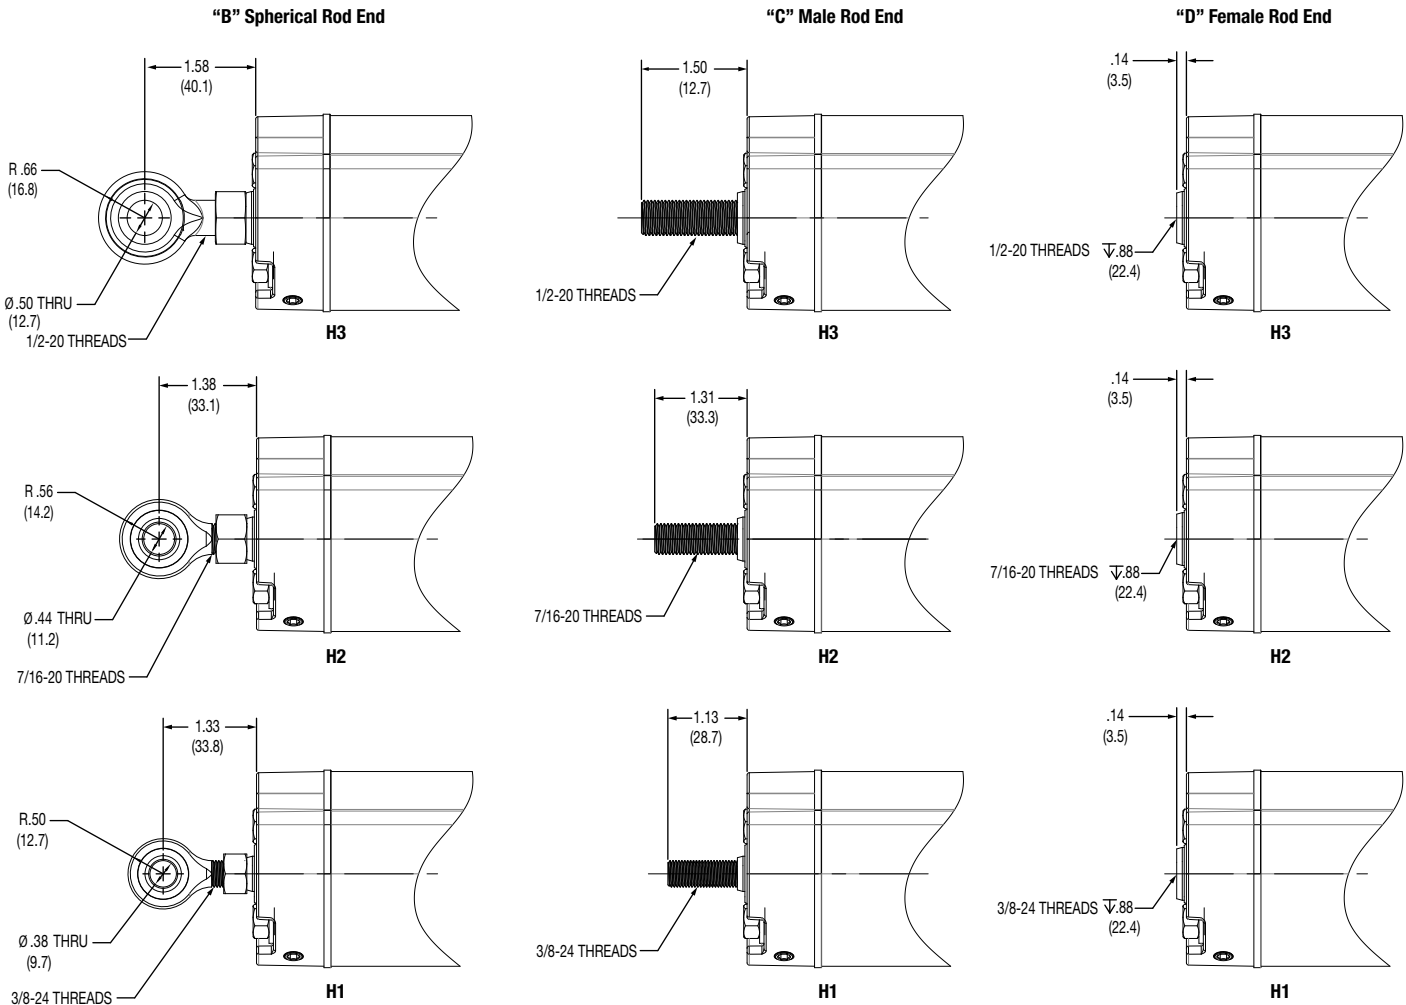 “B” Spherical Rod End
1.58
(40.1)
R .66
(16.8)
Ø.50 THRU
(12.7)
1/2-20 THREADS
H3
1.38
(33.1)
R .56
(14.2)
Ø.44 THRU
(11.2)
7/16-20 THREADS
H2
1.33
(33.8)
R.50
(12.7)
Ø.38 THRU
(9.7)
3/8-24 THREADS
H1
“C” Male Rod End
1.50
(12.7)
1/2-20 THREADS
H3
1.31
(33.3)
7/16-20 THREADS
H2
1.13
(28.7)
3/8-24 THREADS
H1
“D” Female Rod End
.14
(3.5)
1/2-20 THREADS ↧.88
(22.4)
H3
.14
(3.5)
7/16-20 THREADS ↧.88
(22.4)
H2
.14
(3.5)
3/8-24 THREADS ↧.88
(22.4)
H1